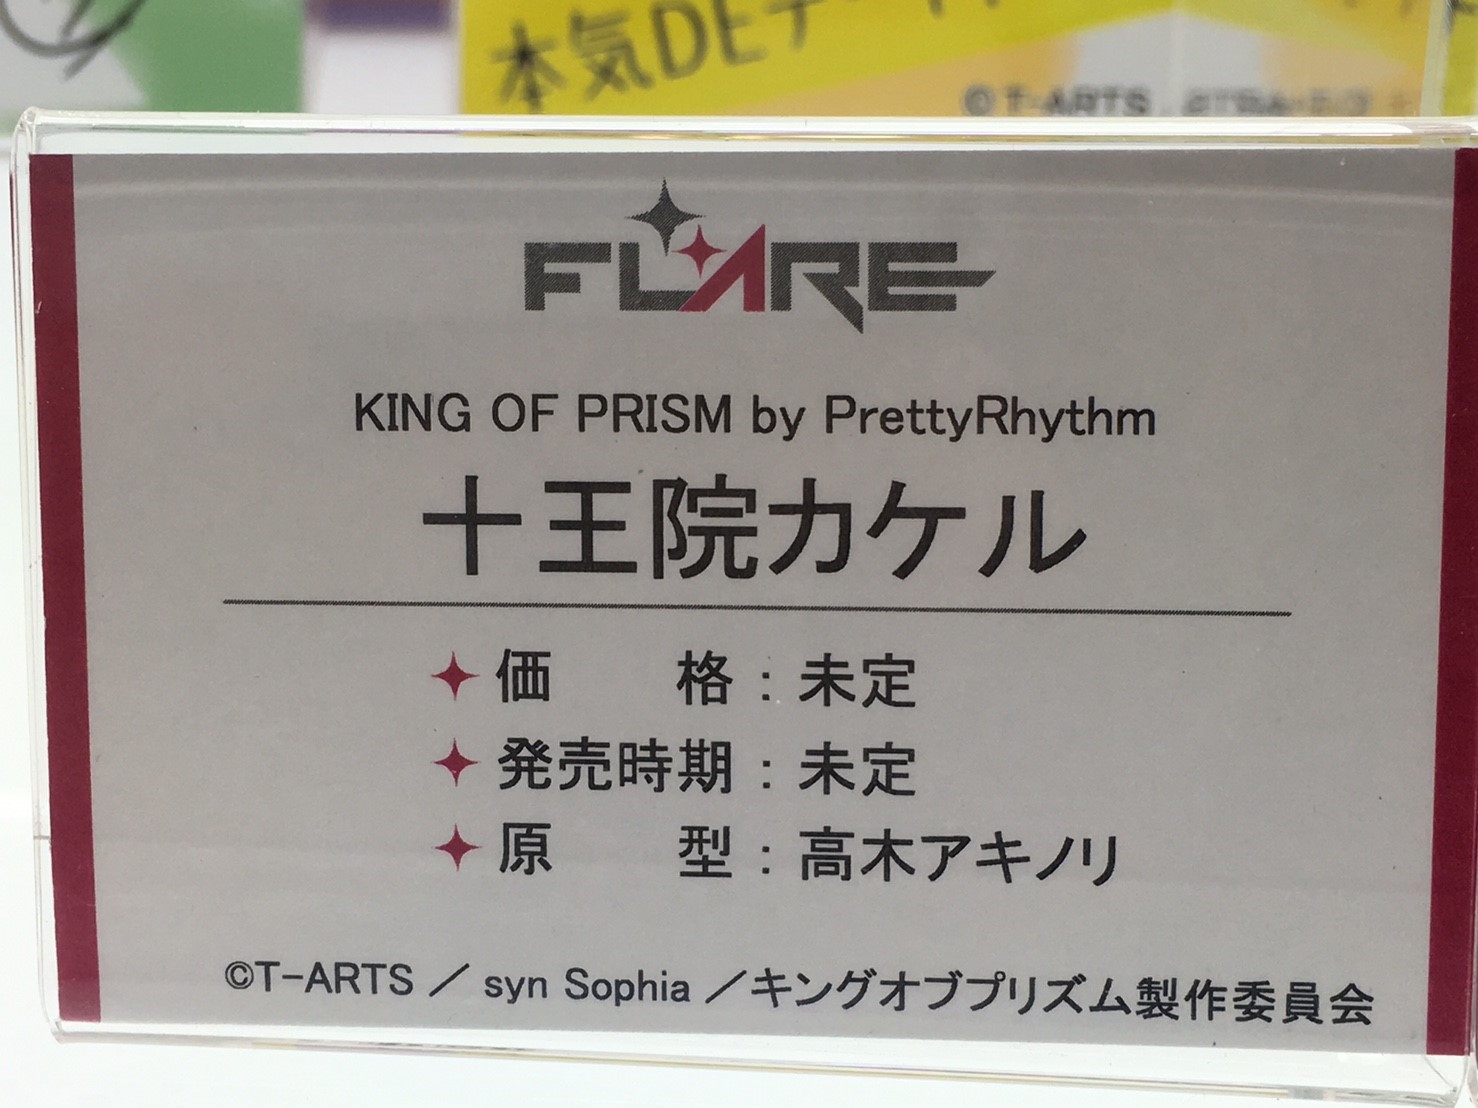 本気DEデ
©T-ARTS
FLARE
KING OF PRISM by PrettyRhythm
十王院カケル
価　　格：未定
発売時期：未定
原　　型：高木アキノリ
©T-ARTS ／ syn Sophia ／キングオブプリズム製作委員会